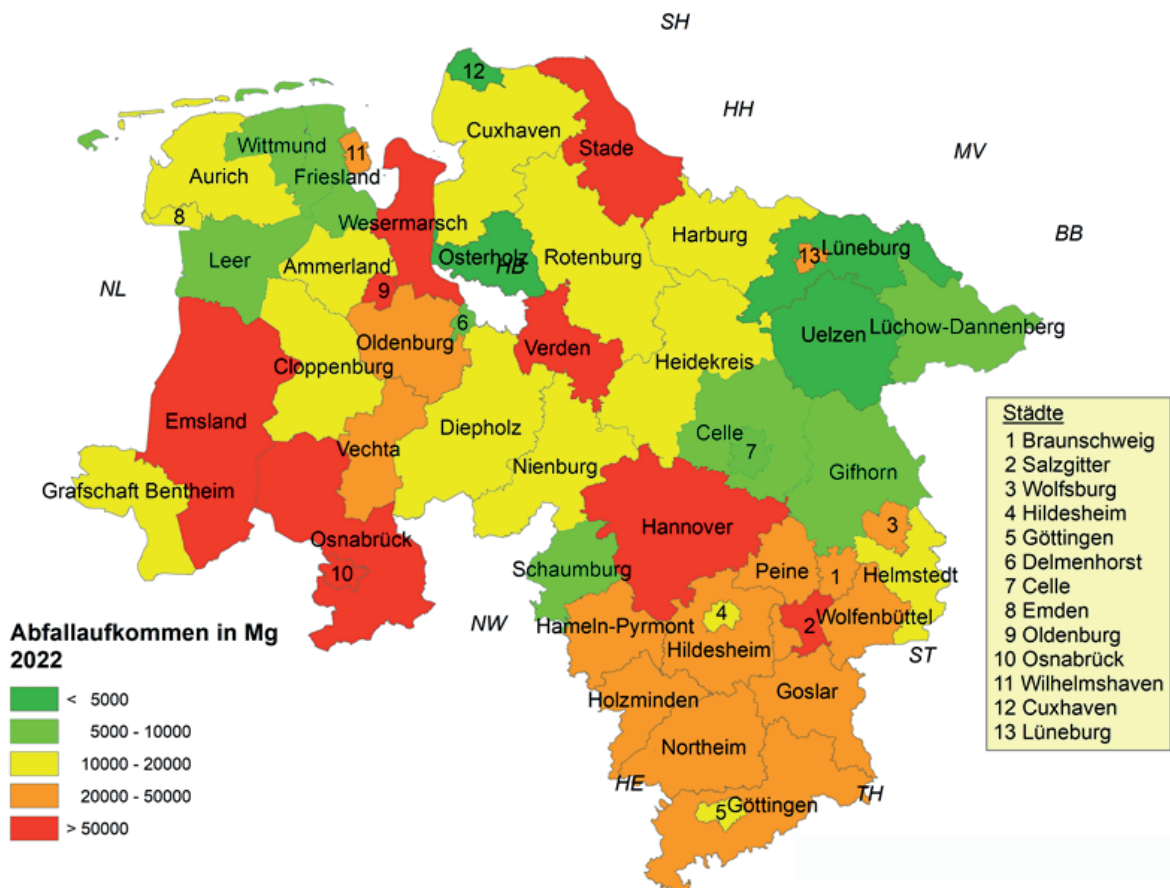 SH
12
HH
Cuxhaven
Wittmund
Stade
MV
11
Aurich
Friesland
8
Wesermarsch
Harburg
Lüneburg
BB
Leer
Ammerland
Osterholz
HB
Rotenburg
13
NL
9
6
Oldenburg
Verden
Uelzen
Lüchow-Dannenberg
Cloppenburg
Heidekreis
Emsland
Diepholz
Celle
Vechta
7
Nienburg
Gifhorn
Grafschaft Bentheim
Hannover
3
Osnabrück
10
Schaumburg
Peine
1
Helmstedt
NW
Hameln-Pyrmont
4
2
Wolfenbüttel
Hildesheim
ST
Holzminden
Goslar
Northeim
HE
TH
5
Göttingen
Abfallaufkommen in Mg
2022
< 5000
5000 - 10000
10000 - 20000
20000 - 50000
> 50000
Städte
1 Braunschweig
2 Salzgitter
3 Wolfsburg
4 Hildesheim
5 Göttingen
6 Delmenhorst
7 Celle
8 Emden
9 Oldenburg
10 Osnabrück
11 Wilhelmshaven
12 Cuxhaven
13 Lüneburg